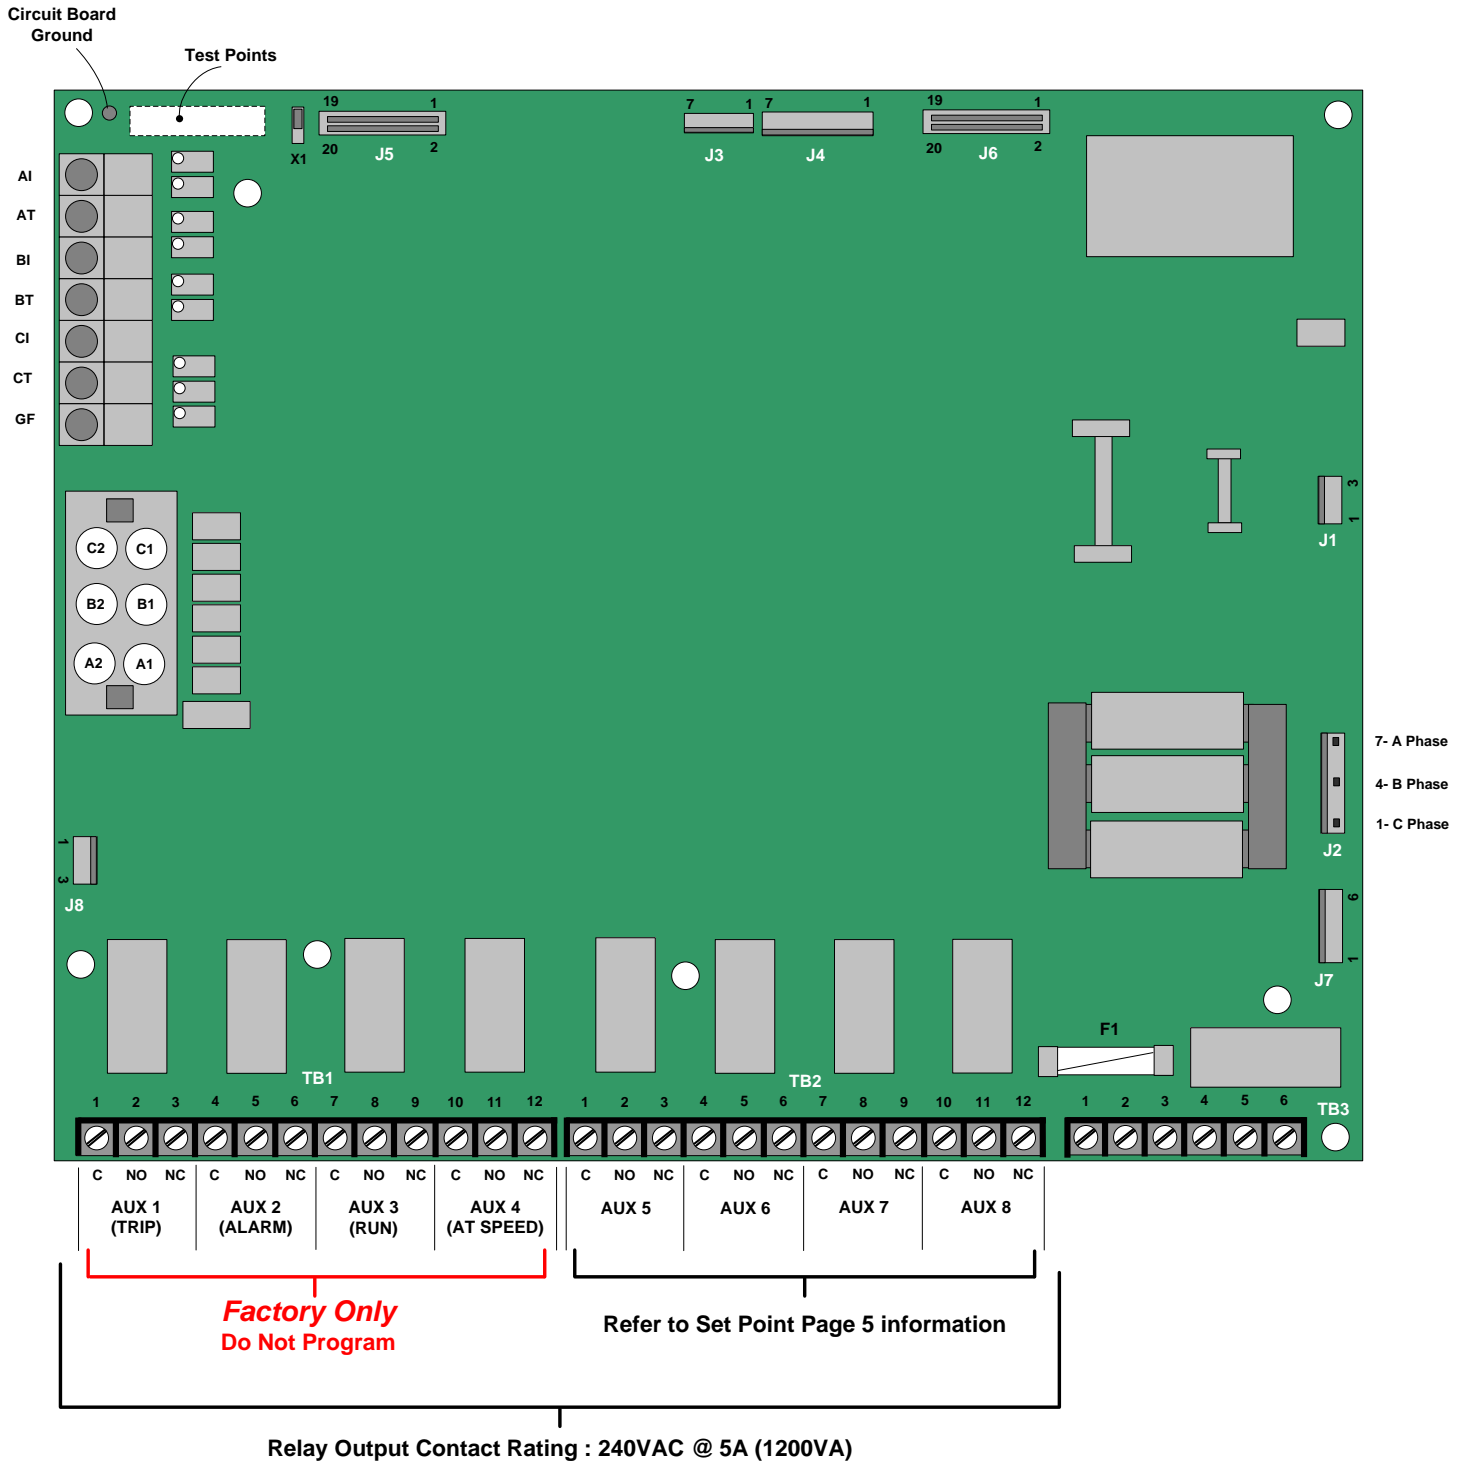 Circuit Board
Ground
Test Points
19 1
7 1
7 1
19 1
X1
20 J5 2
J3
J4
20 J6 2
AI
AT
BI
BT
CI
CT
GF
3
1
J1
C2 C1
B2 B1
A2 A1
7- A Phase
4- B Phase
1- C Phase
J2
1
3
J8
6
1
J7
F1
TB1
TB2
TB3
1 2 3 4 5 6 7 8 9 10 11 12
1 2 3 4 5 6 7 8 9 10 11 12
1 2 3 4 5 6
C NO NC C NO NC C NO NC C NO NC
C NO NC C NO NC C NO NC C NO NC
AUX 1
(TRIP)
AUX 2
(ALARM)
AUX 3
(RUN)
AUX 4
(AT SPEED)
AUX 5
AUX 6
AUX 7
AUX 8
Factory Only
Do Not Program
Refer to Set Point Page 5 information
Relay Output Contact Rating : 240VAC @ 5A (1200VA)